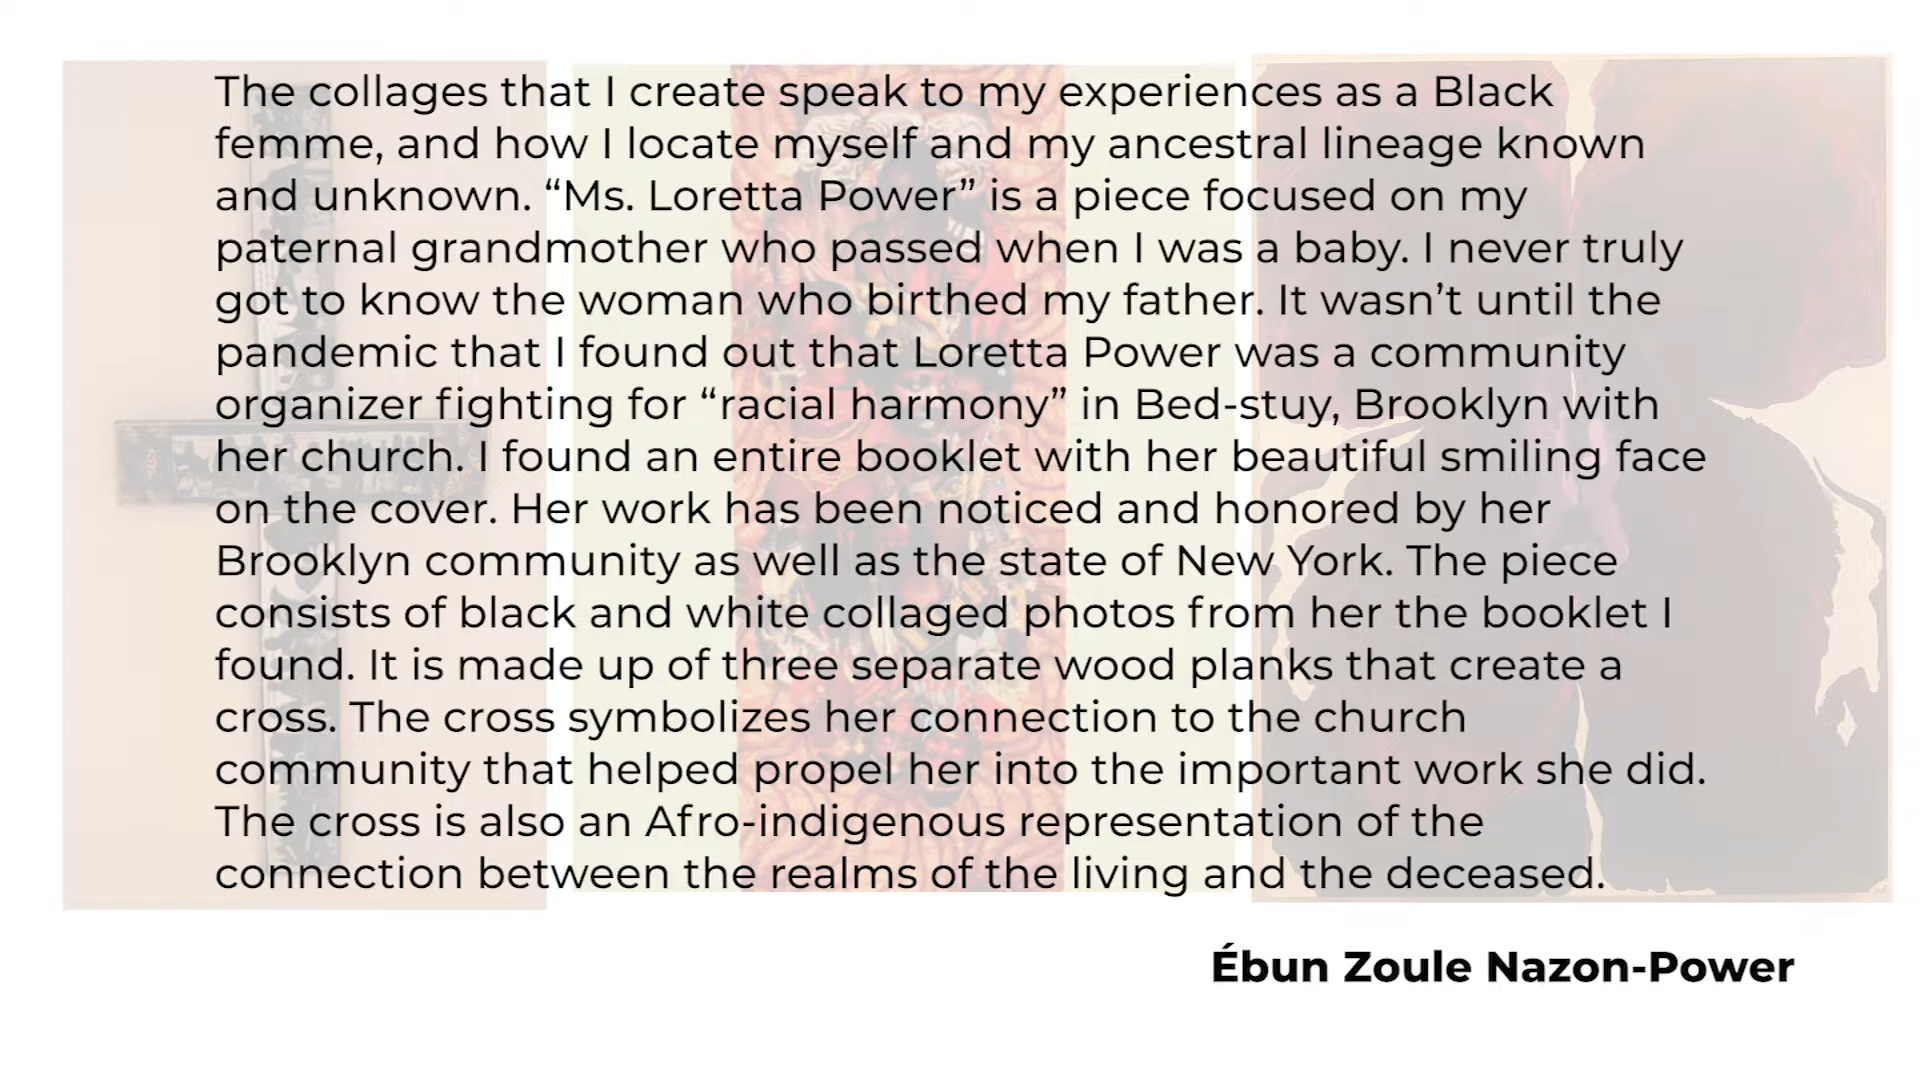 The collages that I create speak to my experiences as a Black
femme, and how I locate myself and my ancestral lineage known
and unknown. “Ms. Loretta Power” is a piece focused on my
paternal grandmother who passed when I was a baby. I never truly
got to know the woman who birthed my father. It wasn’t until the
pandemic that I found out that Loretta Power was a community
organizer fighting for “racial harmony” in Bed-stuy, Brooklyn with
her church. I found an entire booklet with her beautiful smiling face
on the cover. Her work has been noticed and honored by her
Brooklyn community as well as the state of New York. The piece
consists of black and white collaged photos from her the booklet I
found. It is made up of three separate wood planks that create a
cross. The cross symbolizes her connection to the church
community that helped propel her into the important work she did.
The cross is also an Afro-indigenous representation of the
connection between the realms of the living and the deceased.
Ébun Zoule Nazon-Power